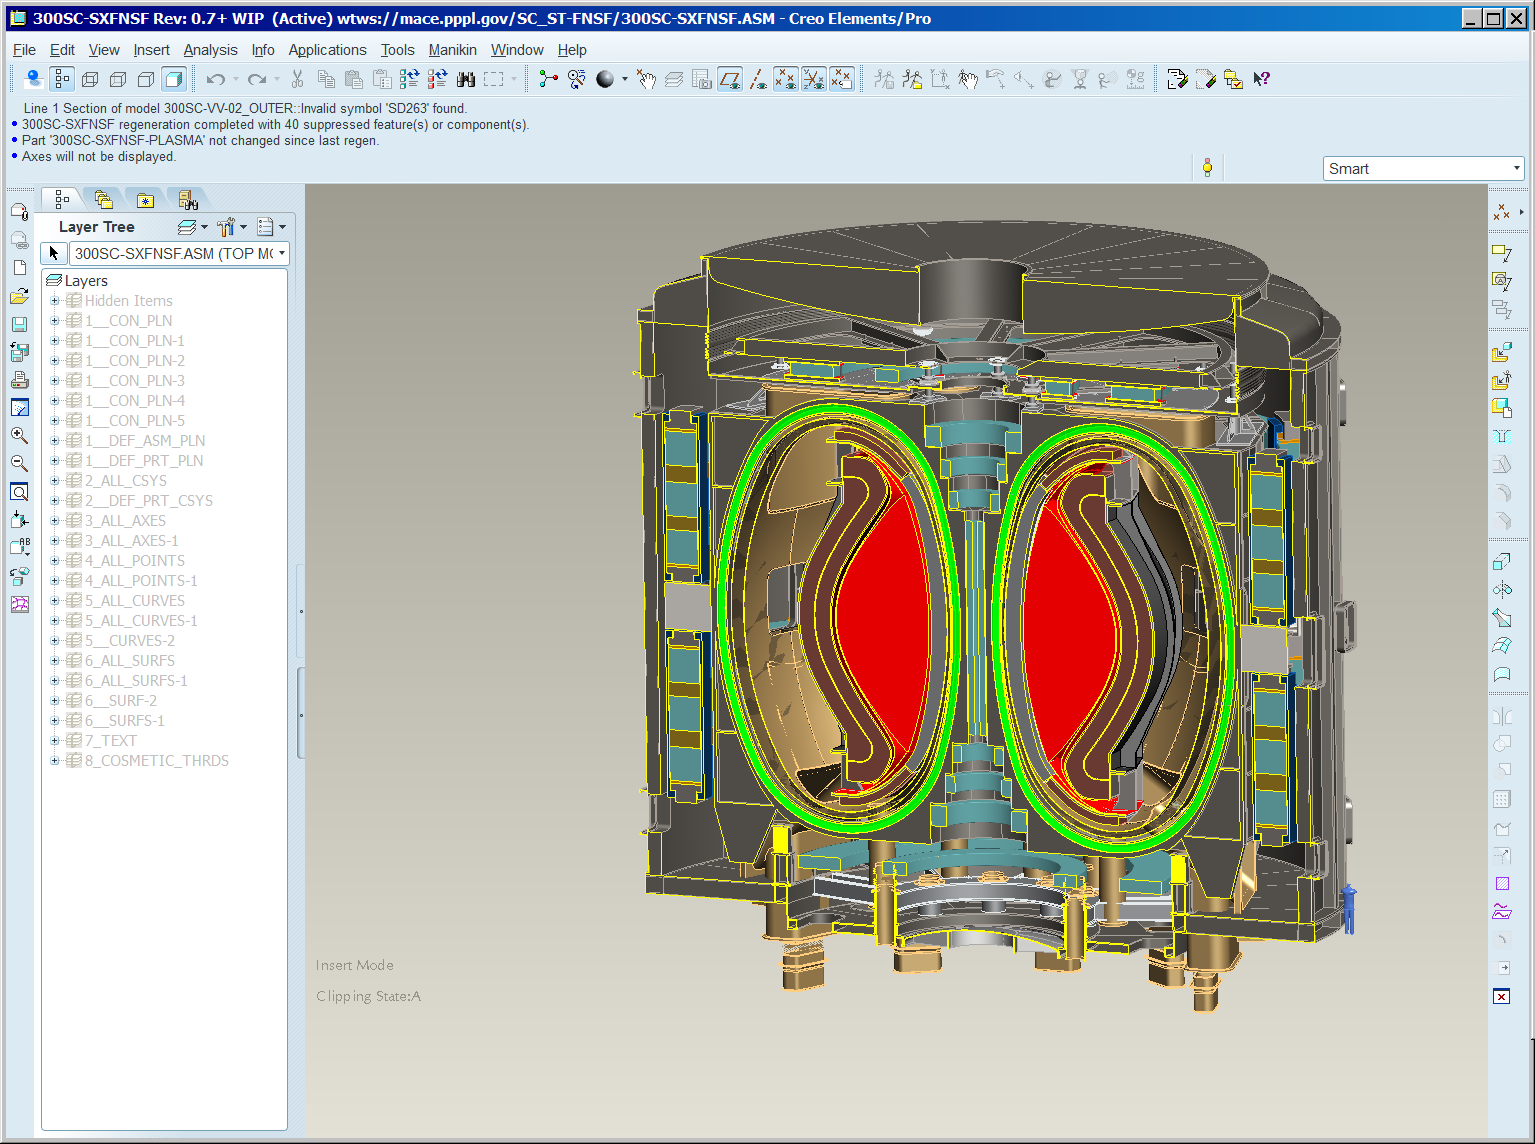 300SC-SXFNSF Rev: 0.7+ WIP  (Active) wtws://mace.pppl.gov/SC_ST-FNSF/300SC-SXFNSF.ASM - Creo Elements/Pro
File Edit View Insert Analysis Info Applications Tools Manikin Window Help
Line 1 Section of model 300SC-VV-02_OUTER::Invalid symbol 'SD263' found.
• 300SC-SXFNSF regeneration completed with 40 suppressed feature(s) or component(s).
• Part '300SC-SXFNSF-PLASMA' not changed since last regen.
• Axes will not be displayed.
Smart
Layer Tree
300SC-SXFNSF.ASM (TOP M
Layers
Hidden Items
1__CON_PLN
1__CON_PLN-1
1__CON_PLN-2
1__CON_PLN-3
1__CON_PLN-4
1__CON_PLN-5
1__DEF_ASM_PLN
1__DEF_PRT_PLN
2_ALL_CSYS
2__DEF_PRT_CSYS
3_ALL_AXES
3_ALL_AXES-1
4_ALL_POINTS
4_ALL_POINTS-1
5_ALL_CURVES
5_ALL_CURVES-1
5__CURVES-2
6_ALL_SURFS
6_ALL_SURFS-1
6__SURF-2
6__SURFS-1
7_TEXT
8_COSMETIC_THRDS
AB
Insert Mode
Clipping State:A